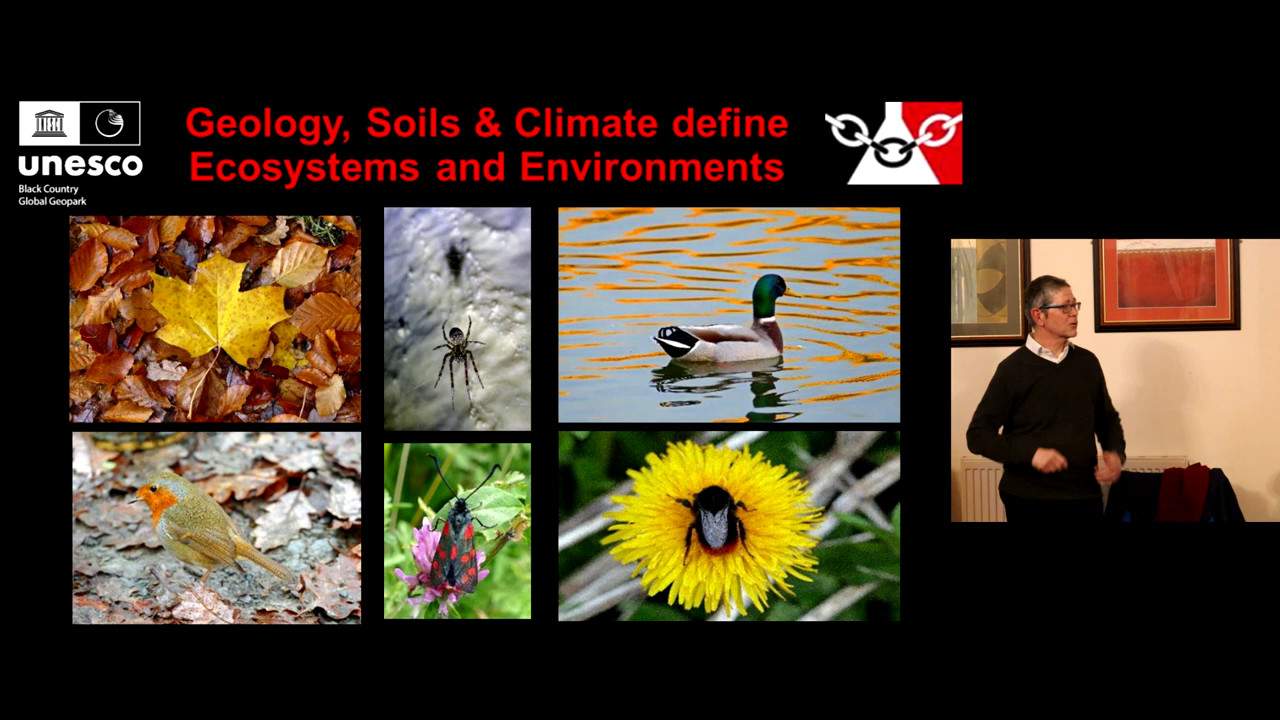 Geology, Soils & Climate define
Ecosystems and Environments
unesco
Black Country
Global Geopark